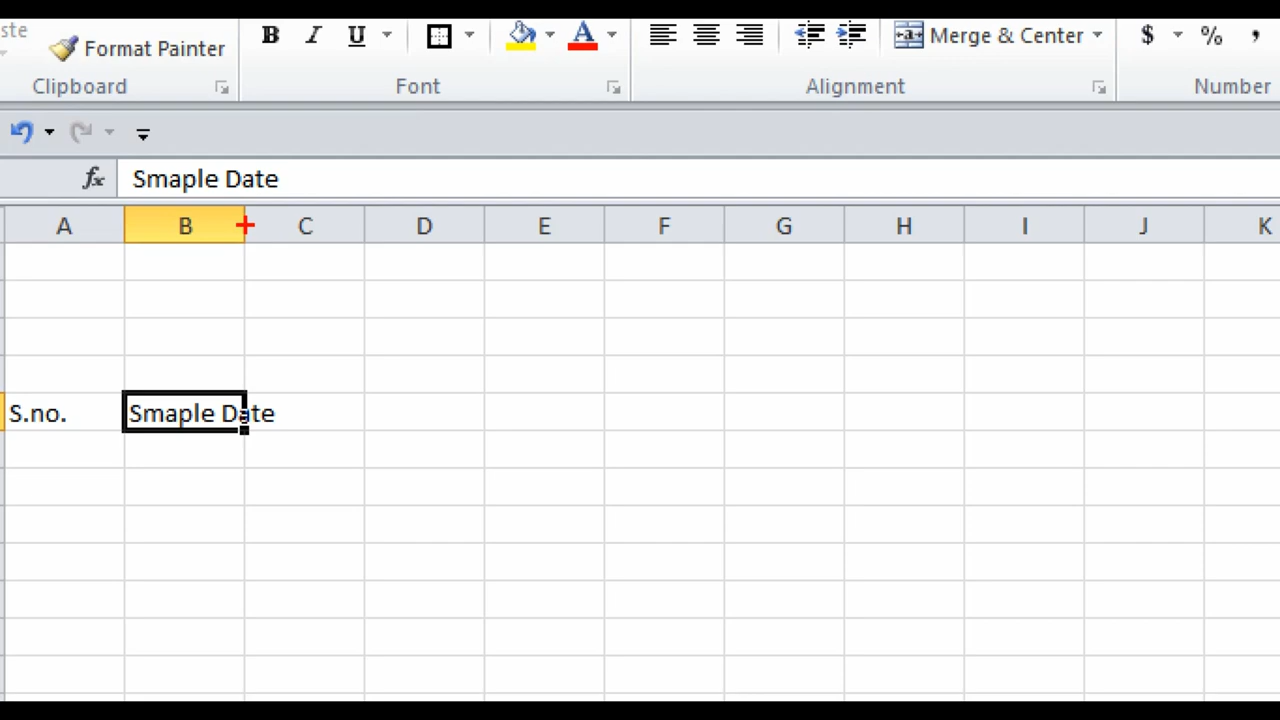 ste
Format Painter
B I U A Merge & Center $ % ,
Clipboard Font Alignment Number
fx Smaple Date
A B C D E F G H I J K
S.no. Smaple Date